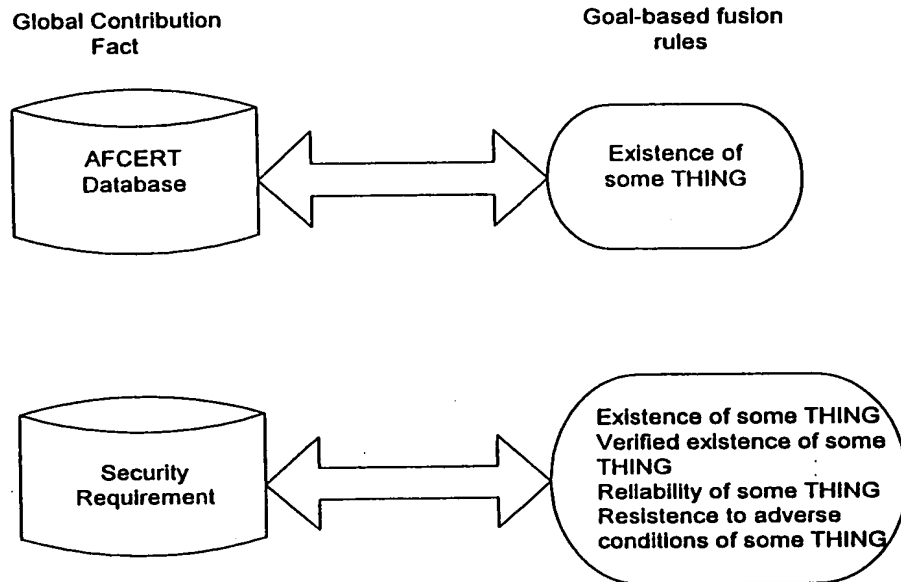 Global Contribution
Fact
Goal-based fusion
rules
AFCERT
Database
Existence of
some THING
Security
Requirement
Existence of some THING
Verified existence of some
THING
Reliability of some THING
Resistence to adverse
conditions of some THING